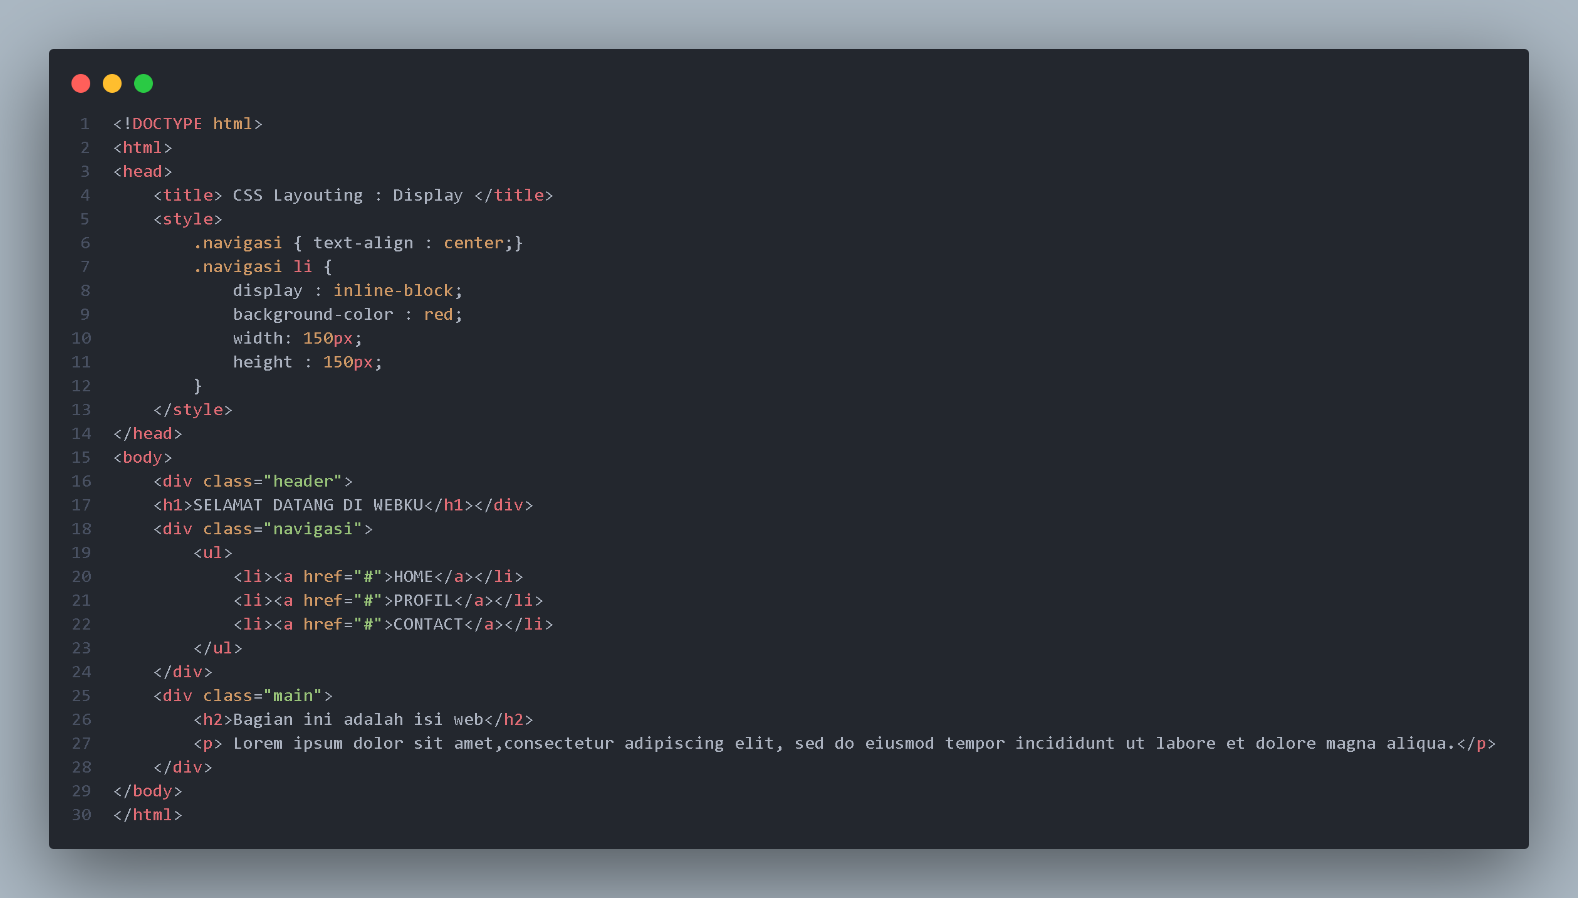 1 <!DOCTYPE html>
2 <html>
3 <head>
4     <title> CSS Layouting : Display </title>
5     <style>
6         .navigasi { text-align : center;}
7         .navigasi li {
8             display : inline-block;
9             background-color : red;
10             width: 150px;
11             height : 150px;
12         }
13     </style>
14 </head>
15 <body>
16     <div class="header">
17     <h1>SELAMAT DATANG DI WEBKU</h1></div>
18     <div class="navigasi">
19         <ul>
20             <li><a href="#">HOME</a></li>
21             <li><a href="#">PROFIL</a></li>
22             <li><a href="#">CONTACT</a></li>
23         </ul>
24     </div>
25     <div class="main">
26         <h2>Bagian ini adalah isi web</h2>
27         <p> Lorem ipsum dolor sit amet,consectetur adipiscing elit, sed do eiusmod tempor incididunt ut labore et dolore magna aliqua.</p>
28     </div>
29 </body>
30 </html>